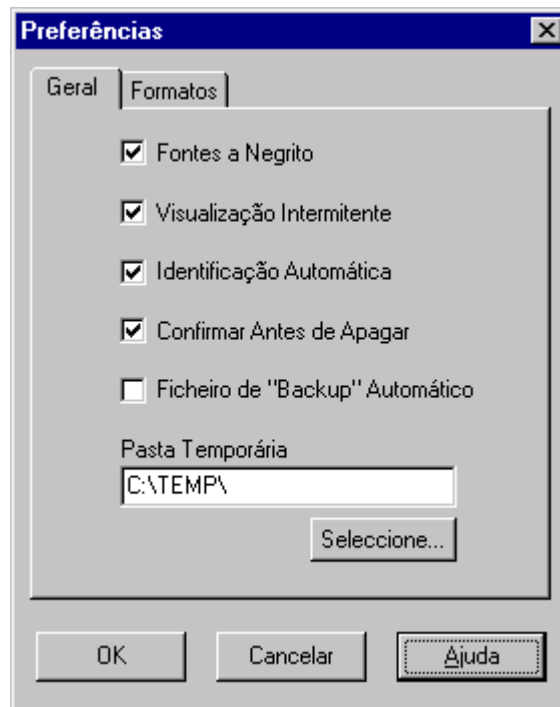 Preferências
Geral Formatos
Fontes a Negrito
Visualização Intermitente
Identificação Automática
Confirmar Antes de Apagar
Ficheiro de "Backup" Automático
Pasta Temporária
C:\TEMP\
Seleccione...
OK Cancelar Ajuda